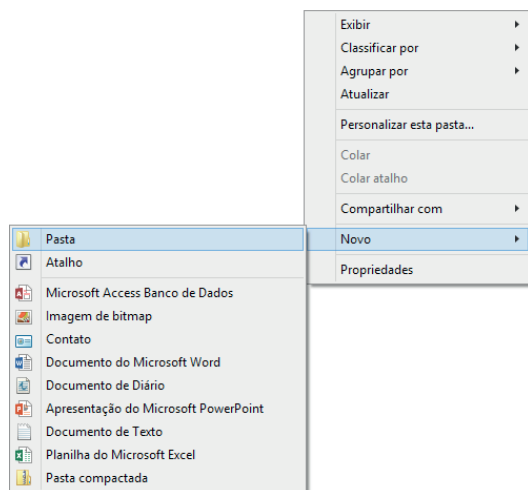 Exibir
Classificar por
Agrupar por
Atualizar
Personalizar esta pasta...
Colar
Colar atalho
Compartilhar com
Novo
Propriedades
Pasta
Atalho
Microsoft Access Banco de Dados
Imagem de bitmap
Contato
Documento do Microsoft Word
Documento de Diário
Apresentação do Microsoft PowerPoint
Documento de Texto
Planilha do Microsoft Excel
Pasta compactada